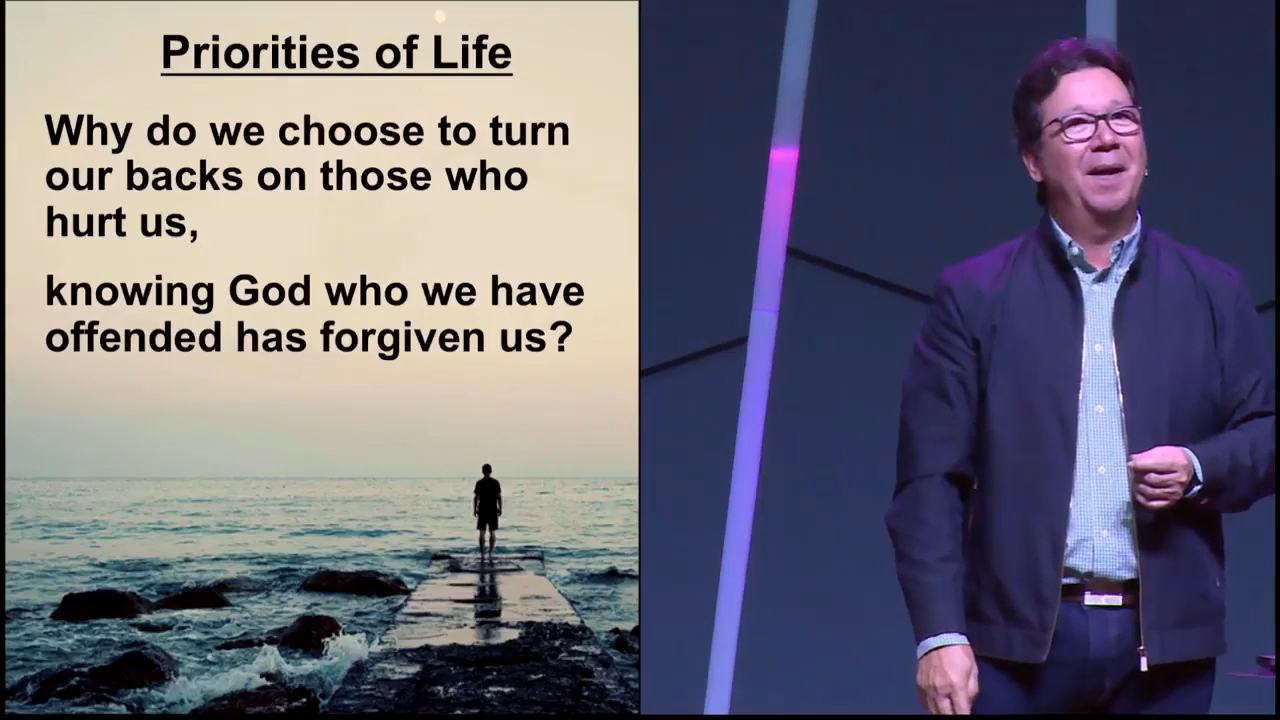 Priorities of Life
Why do we choose to turn
our backs on those who
hurt us,
knowing God who we have
offended has forgiven us?